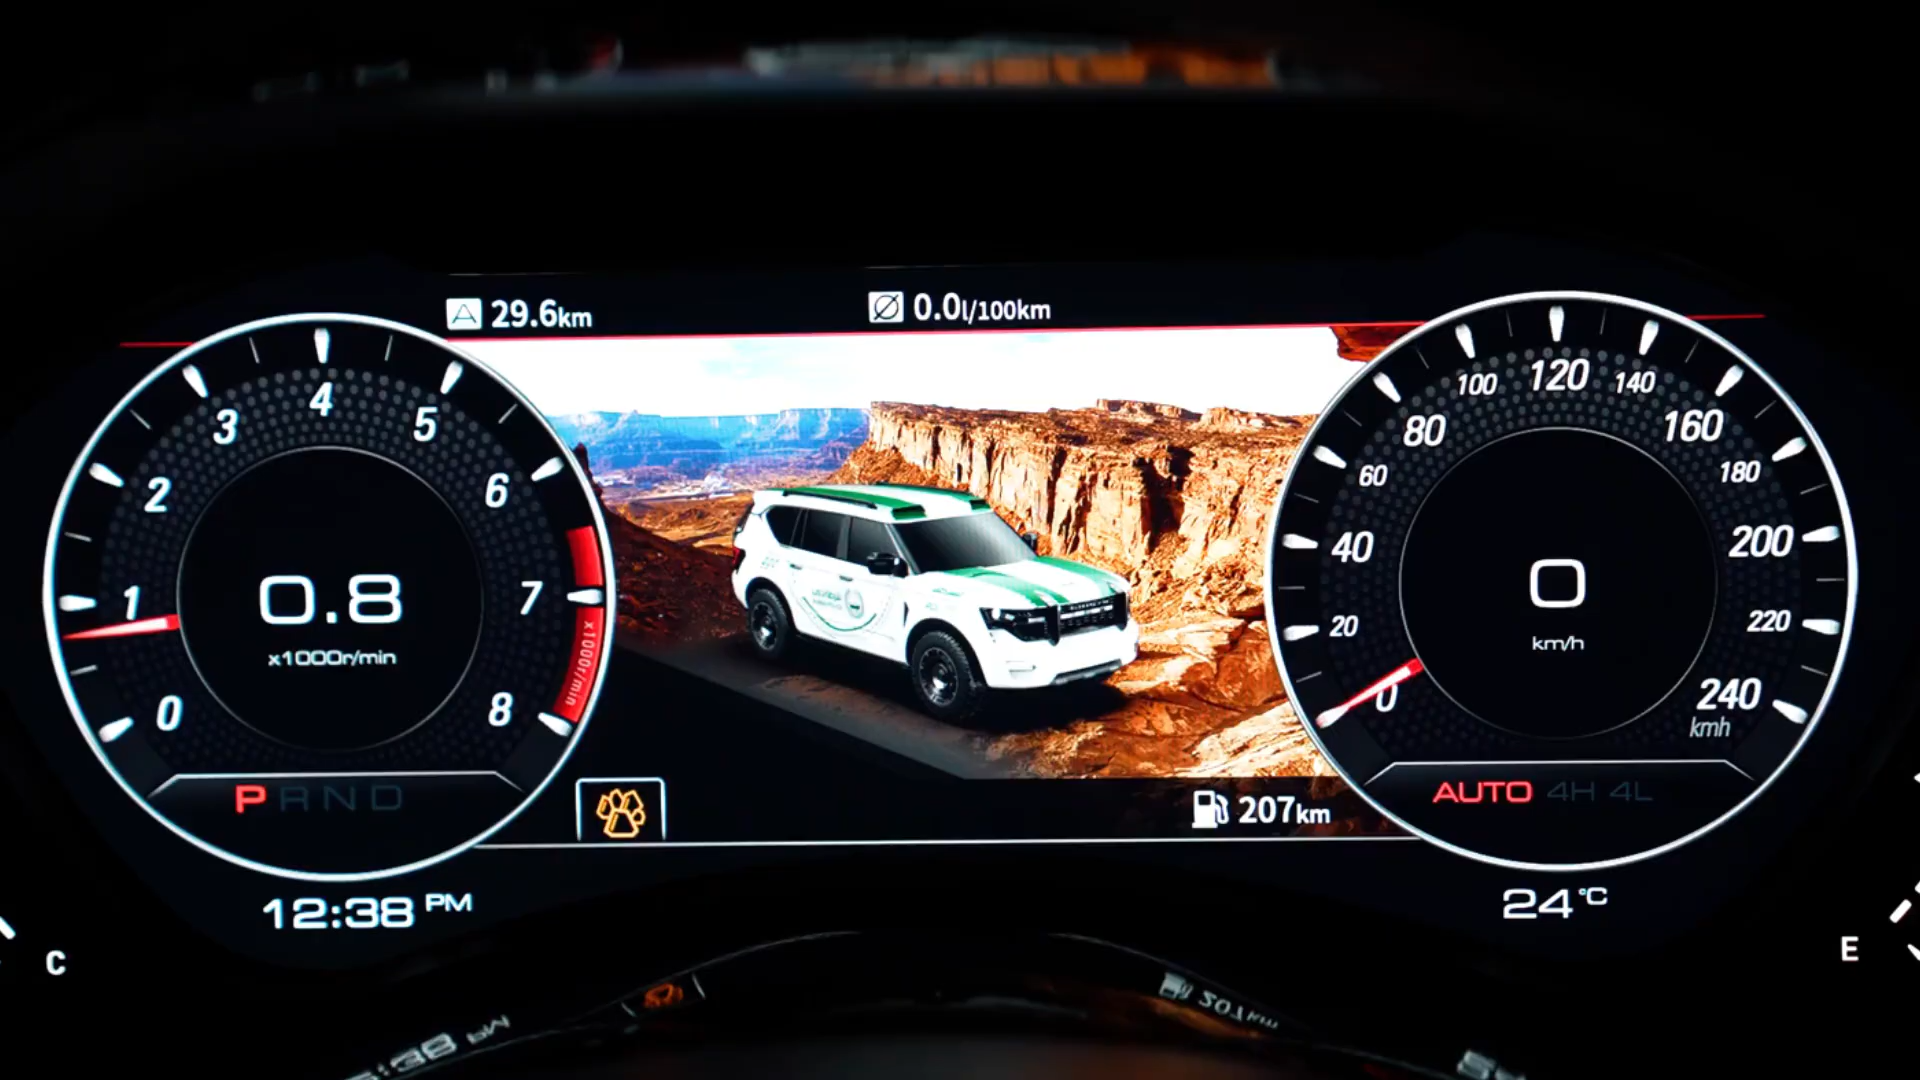 29.6km
0.0l/100km
0
1
2
3
4
5
6
7
8
x1000r/min
0.8
x1000r/min
P R N D
12:38 PM
C
207km
0
20
40
60
80
100
120
140
160
180
200
220
240
kmh
0
km/h
AUTO 4H 4L
24°C
E
207km